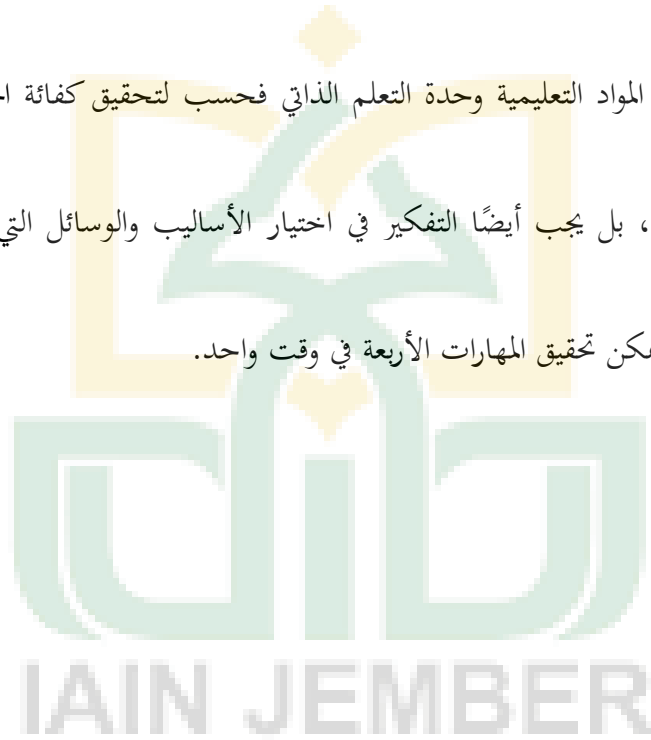 المواد التعليمية وحدة التعلم الذاتي فحسب لتحقيق كفائة
، بل يجب أيضًا التفكير في اختيار الأساليب والوسائل التي
تحقيق المهارات الأربعة في وقت واحد.
IAIN JEMBER